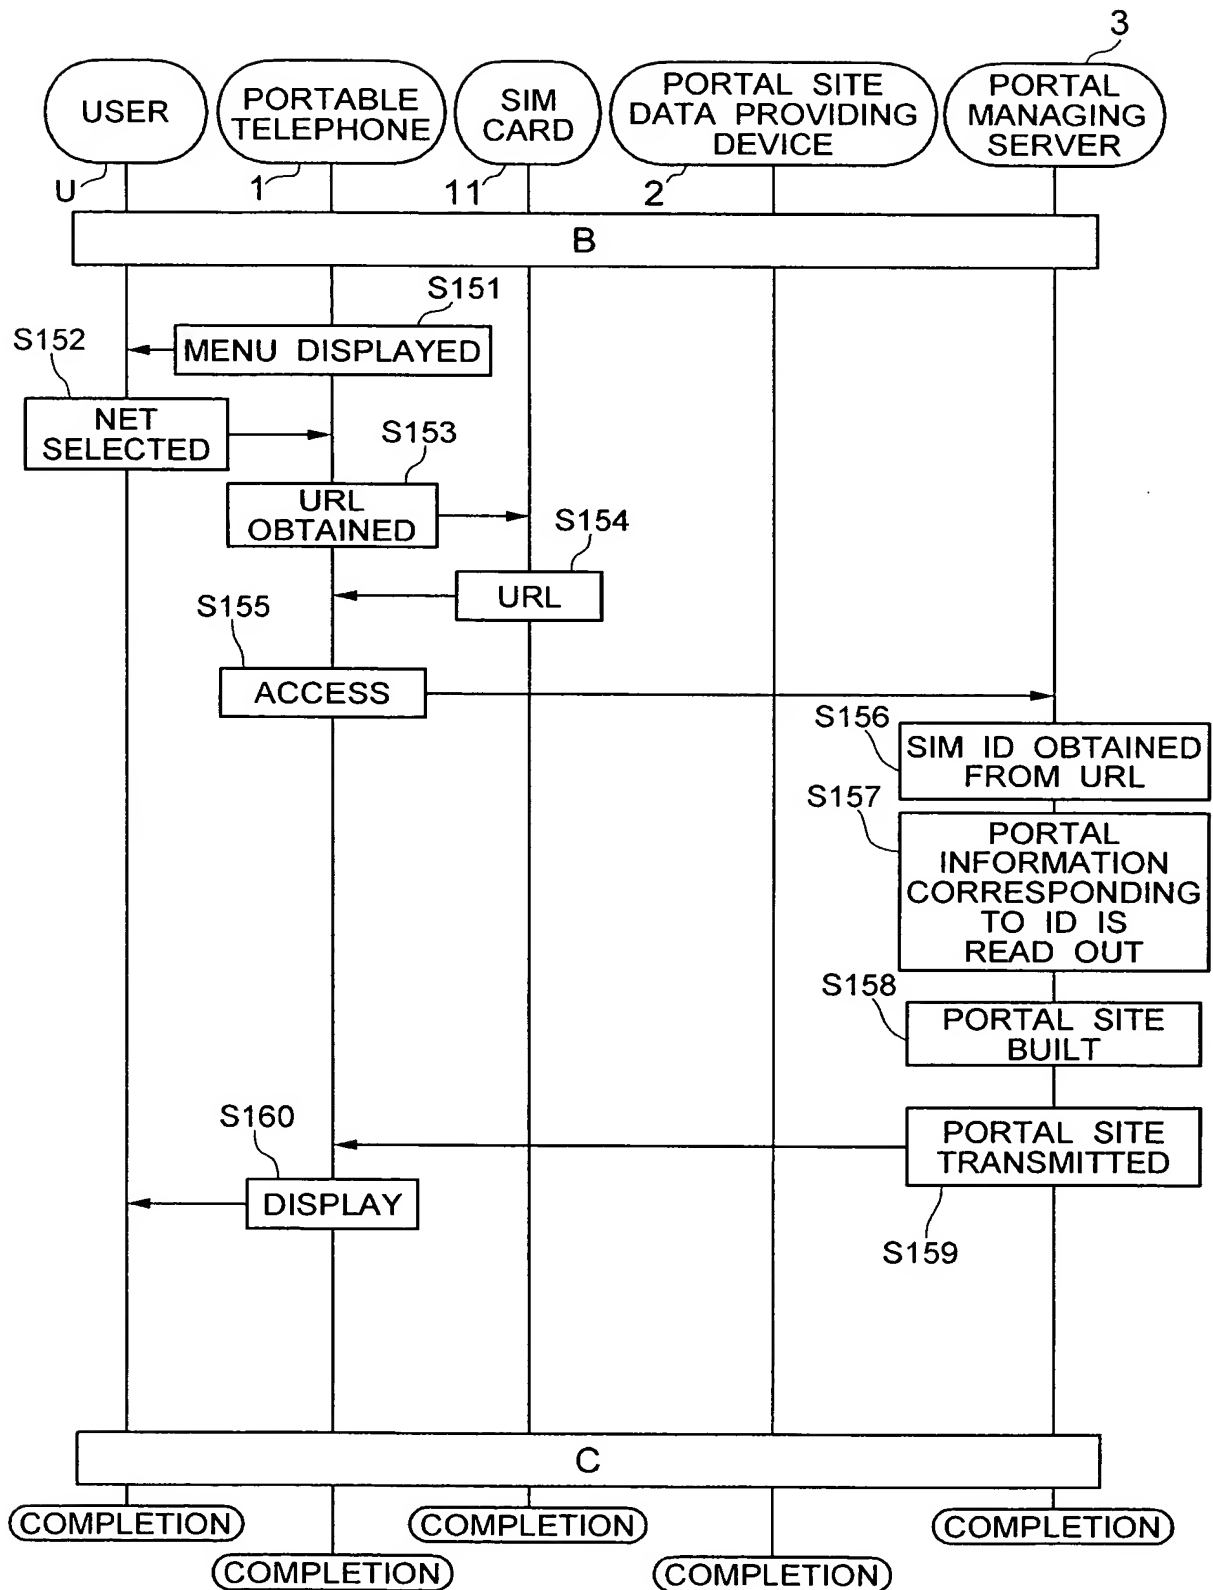 3
USER
PORTABLE
TELEPHONE
SIM
CARD
PORTAL SITE
DATA PROVIDING
DEVICE
PORTAL
MANAGING
SERVER
U
1
11
2
B
S151
MENU DISPLAYED
S152
NET
SELECTED
S153
URL
OBTAINED
S154
URL
S155
ACCESS
S156
SIM ID OBTAINED
FROM URL
S157
PORTAL
INFORMATION
CORRESPONDING
TO ID IS
READ OUT
S158
PORTAL SITE
BUILT
PORTAL SITE
TRANSMITTED
S159
S160
DISPLAY
C
COMPLETION
COMPLETION
COMPLETION
COMPLETION
COMPLETION